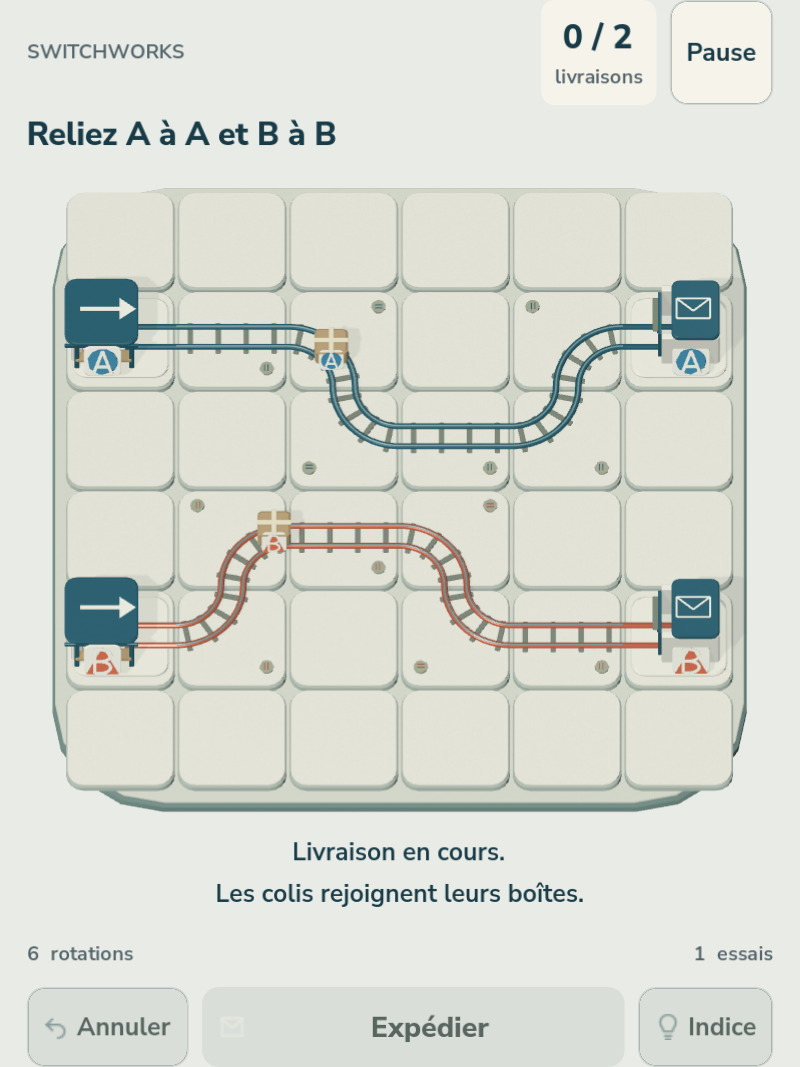 SWITCHWORKS
0 / 2
livraisons
Pause
Reliez A à A et B à B
A
A
A
B
B
B
Livraison en cours.
Les colis rejoignent leurs boîtes.
6 rotations
1 essais
Annuler
Expédier
Indice